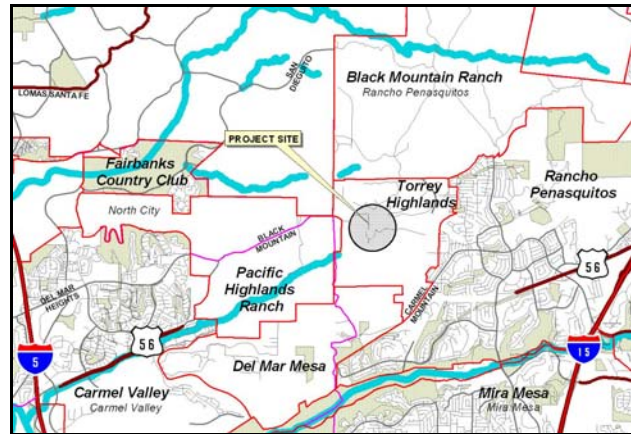 LOMAS SANTA FE
SAN
DIEGUITO
Black Mountain Ranch
Rancho Penasquitos
PROJECT SITE
Fairbanks
Country Club
North City
Torrey
Highlands
Rancho
Penasquitos
BLACK
MOUNTAIN
56
DEL MAR
HEIGHTS
Pacific
Highlands
Ranch
CARMEL
MOUNTAIN
56
5
15
Del Mar Mesa
Carmel Valley
Carmel Valley
Mira Mesa
Mira Mesa